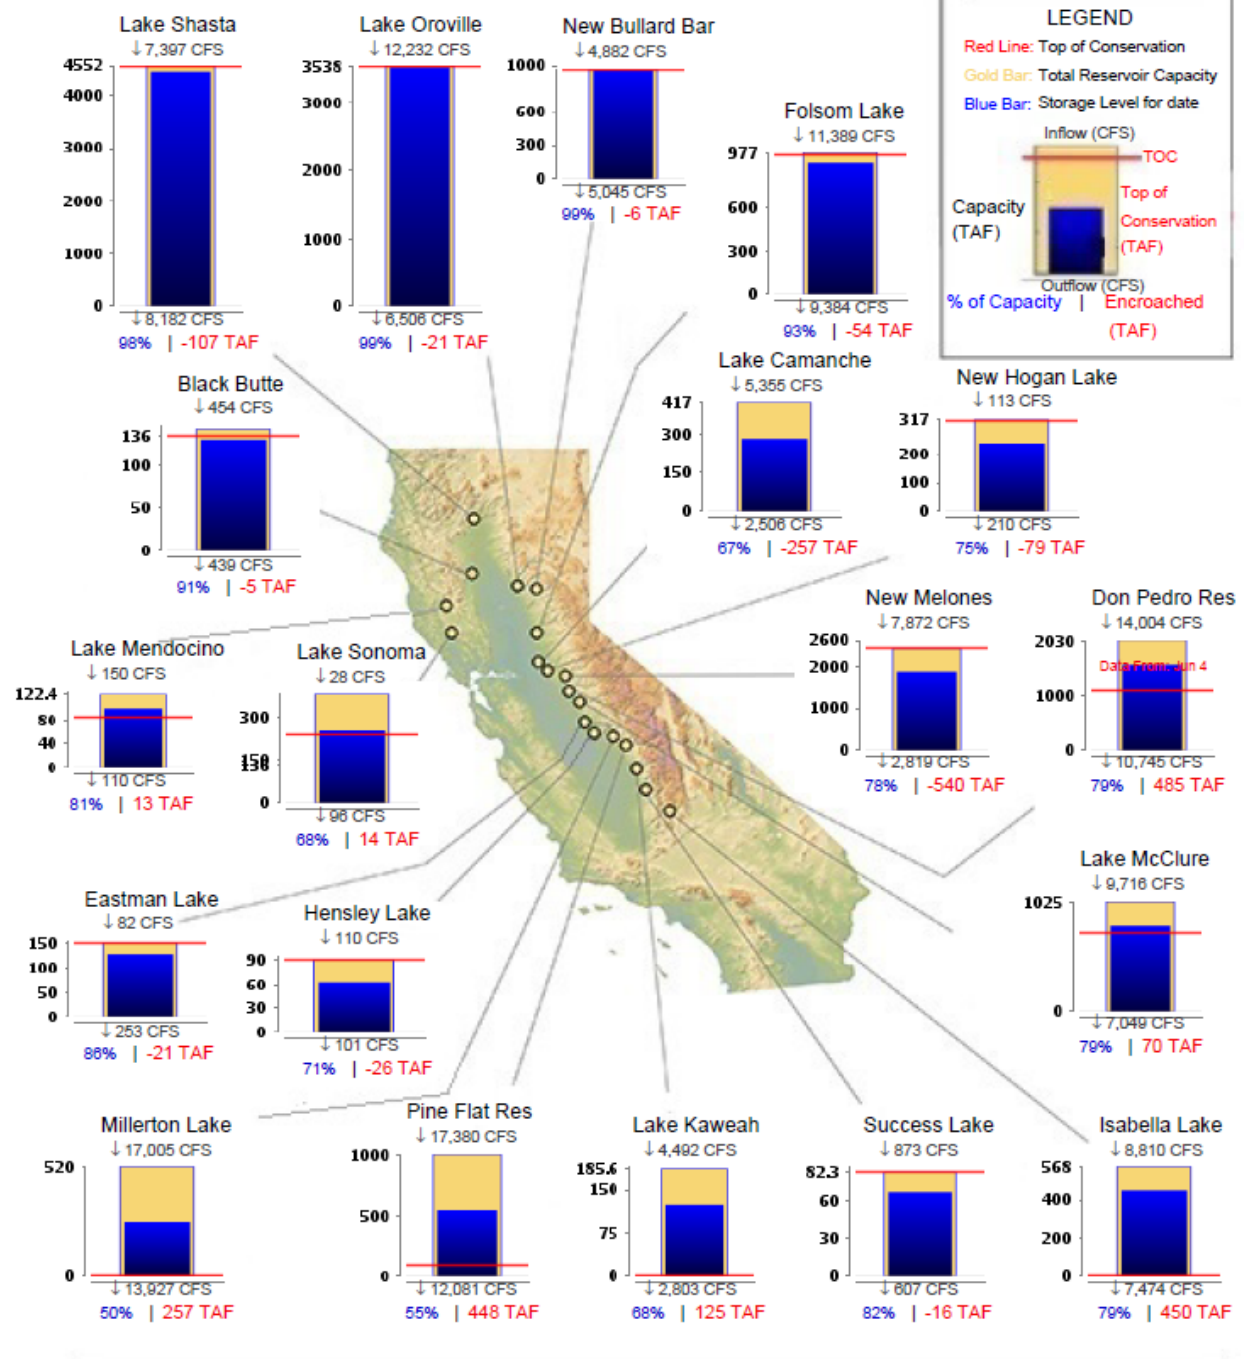 Lake Shasta
↓7,397 CFS
4552
4000
3000
2000
1000
0
↓8,182 CFS
98% | -107 TAF
Lake Oroville
↓12,232 CFS
3538
3000
2000
1000
0
↓6,506 CFS
99% | -21 TAF
New Bullard Bar
↓4,882 CFS
1000
600
300
0
↓5,045 CFS
99% | -6 TAF
Folsom Lake
↓11,389 CFS
977
600
300
0
↓9,384 CFS
93% | -54 TAF
LEGEND
Red Line: Top of Conservation
Gold Bar: Total Reservoir Capacity
Blue Bar: Storage Level for date
Inflow (CFS)
TOC
Top of
Conservation
(TAF)
Capacity
(TAF)
Outflow (CFS)
% of Capacity | Encroached
(TAF)
Black Butte
↓454 CFS
136
100
50
0
↓439 CFS
91% | -5 TAF
Lake Camanche
↓5,355 CFS
417
300
150
0
↓2,506 CFS
67% | -257 TAF
New Hogan Lake
↓113 CFS
317
200
100
0
↓210 CFS
75% | -79 TAF
Lake Mendocino
↓150 CFS
122.4
80
40
0
↓110 CFS
81% | 13 TAF
Lake Sonoma
↓28 CFS
300
150
136
0
↓96 CFS
68% | 14 TAF
New Melones
↓7,872 CFS
2600
2000
1000
0
↓2,819 CFS
78% | -540 TAF
Don Pedro Res
↓14,004 CFS
2030
Data From: Jun 4
1000
0
↓10,745 CFS
79% | 485 TAF
Lake McClure
↓9,716 CFS
1025
0
↓7,049 CFS
79% | 70 TAF
Eastman Lake
↓82 CFS
150
100
50
0
↓253 CFS
86% | -21 TAF
Hensley Lake
↓110 CFS
90
60
30
0
↓101 CFS
71% | -26 TAF
Millerton Lake
↓17,005 CFS
520
0
↓13,927 CFS
50% | 257 TAF
Pine Flat Res
↓17,380 CFS
1000
500
0
↓12,081 CFS
55% | 448 TAF
Lake Kaweah
↓4,492 CFS
185.6
150
75
0
↓2,803 CFS
68% | 125 TAF
Success Lake
↓873 CFS
82.3
60
30
0
↓607 CFS
82% | -16 TAF
Isabella Lake
↓8,810 CFS
568
400
200
0
↓7,474 CFS
79% | 450 TAF